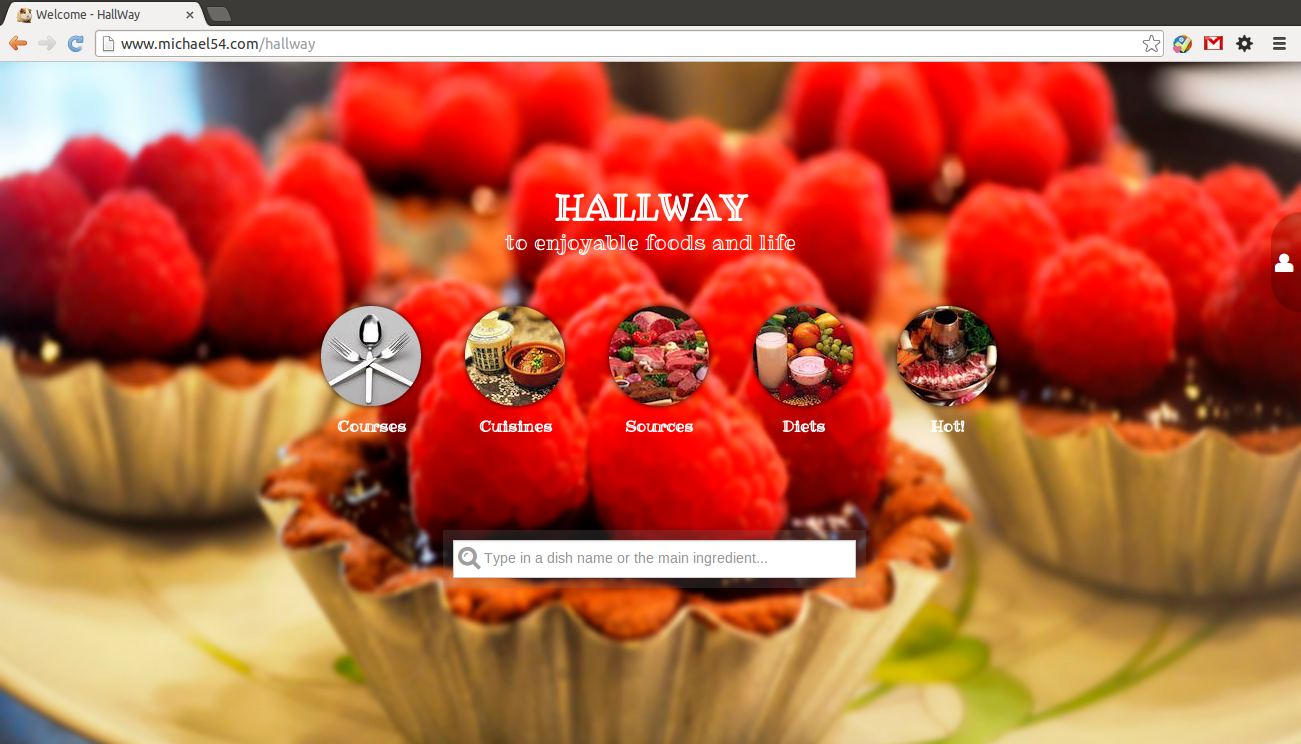 Welcome - HallWay
www.michael54.com/hallway
HALLWAY
to enjoyable foods and life
Courses
Cuisines
Sources
Diets
Hot!
Type in a dish name or the main ingredient...